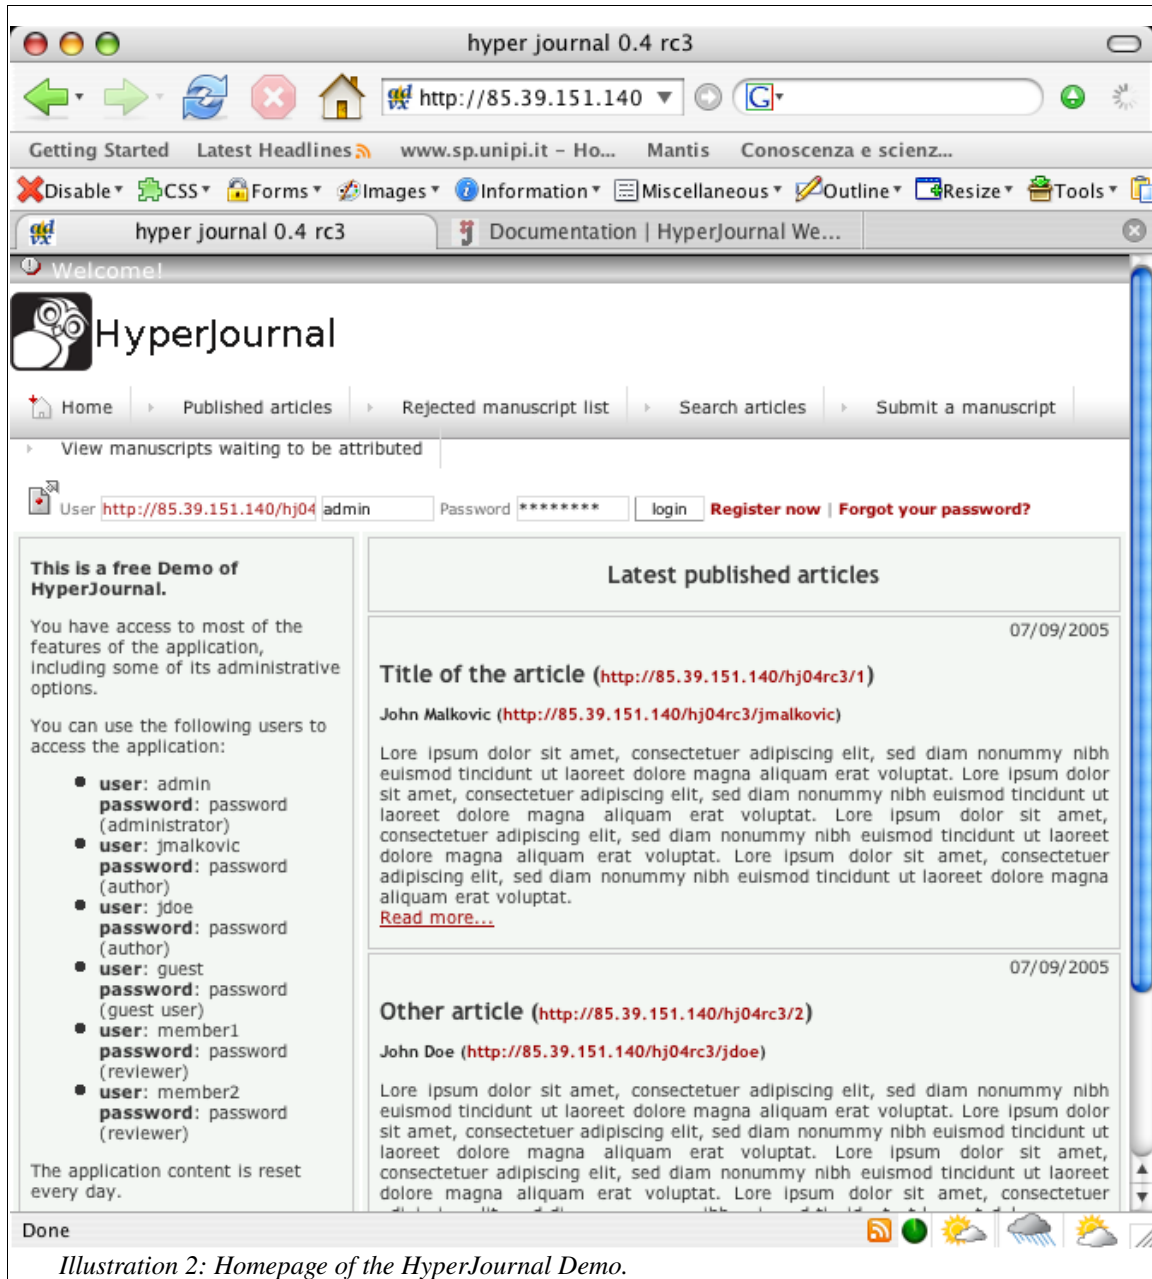 hyper journal 0.4 rc3
http://85.39.151.140
G
Getting Started Latest Headlines www.sp.unipi.it – Ho... Mantis Conoscenza e scienz...
Disable CSS Forms Images Information Miscellaneous Outline Resize Tools
hyper journal 0.4 rc3 Documentation | HyperJournal We...
Welcome!
HyperJournal
Home Published articles Rejected manuscript list Search articles Submit a manuscript
View manuscripts waiting to be attributed
User http://85.39.151.140/hj04 admin Password ******** login Register now | Forgot your password?
This is a free Demo of
HyperJournal.
You have access to most of the
features of the application,
including some of its administrative
options.
You can use the following users to
access the application:
user: admin
password: password
(administrator)
user: jmalkovic
password: password
(author)
user: jdoe
password: password
(author)
user: guest
password: password
(guest user)
user: member1
password: password
(reviewer)
user: member2
password: password
(reviewer)
The application content is reset
every day.
Latest published articles
07/09/2005
Title of the article (http://85.39.151.140/hj04rc3/1)
John Malkovic (http://85.39.151.140/hj04rc3/jmalkovic)
Lore ipsum dolor sit amet, consectetuer adipiscing elit, sed diam nonummy nibh
euismod tincidunt ut laoreet dolore magna aliquam erat voluptat. Lore ipsum dolor
sit amet, consectetuer adipiscing elit, sed diam nonummy nibh euismod tincidunt ut
laoreet dolore magna aliquam erat voluptat. Lore ipsum dolor sit amet,
consectetuer adipiscing elit, sed diam nonummy nibh euismod tincidunt ut laoreet
dolore magna aliquam erat voluptat. Lore ipsum dolor sit amet, consectetuer
adipiscing elit, sed diam nonummy nibh euismod tincidunt ut laoreet dolore magna
aliquam erat voluptat.
Read more...
07/09/2005
Other article (http://85.39.151.140/hj04rc3/2)
John Doe (http://85.39.151.140/hj04rc3/jdoe)
Lore ipsum dolor sit amet, consectetuer adipiscing elit, sed diam nonummy nibh
euismod tincidunt ut laoreet dolore magna aliquam erat voluptat. Lore ipsum dolor
sit amet, consectetuer adipiscing elit, sed diam nonummy nibh euismod tincidunt ut
laoreet dolore magna aliquam erat voluptat. Lore ipsum dolor sit amet,
consectetuer adipiscing elit, sed diam nonummy nibh euismod tincidunt ut laoreet
dolore magna aliquam erat voluptat. Lore ipsum dolor sit amet, consectetuer
Done
Illustration 2: Homepage of the HyperJournal Demo.